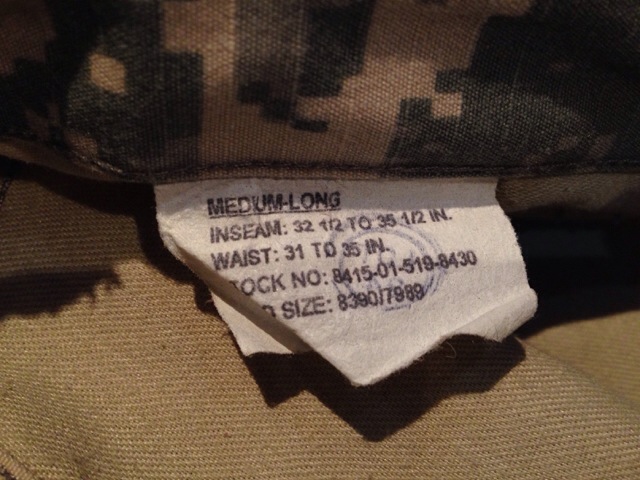 MEDIUM-LONG
INSEAM: 32 1/2 TO 35 1/2 IN.
WAIST: 31 TO 35 IN.
TOCK NO: 8415-01-519-8430
SIZE: 8390/7989